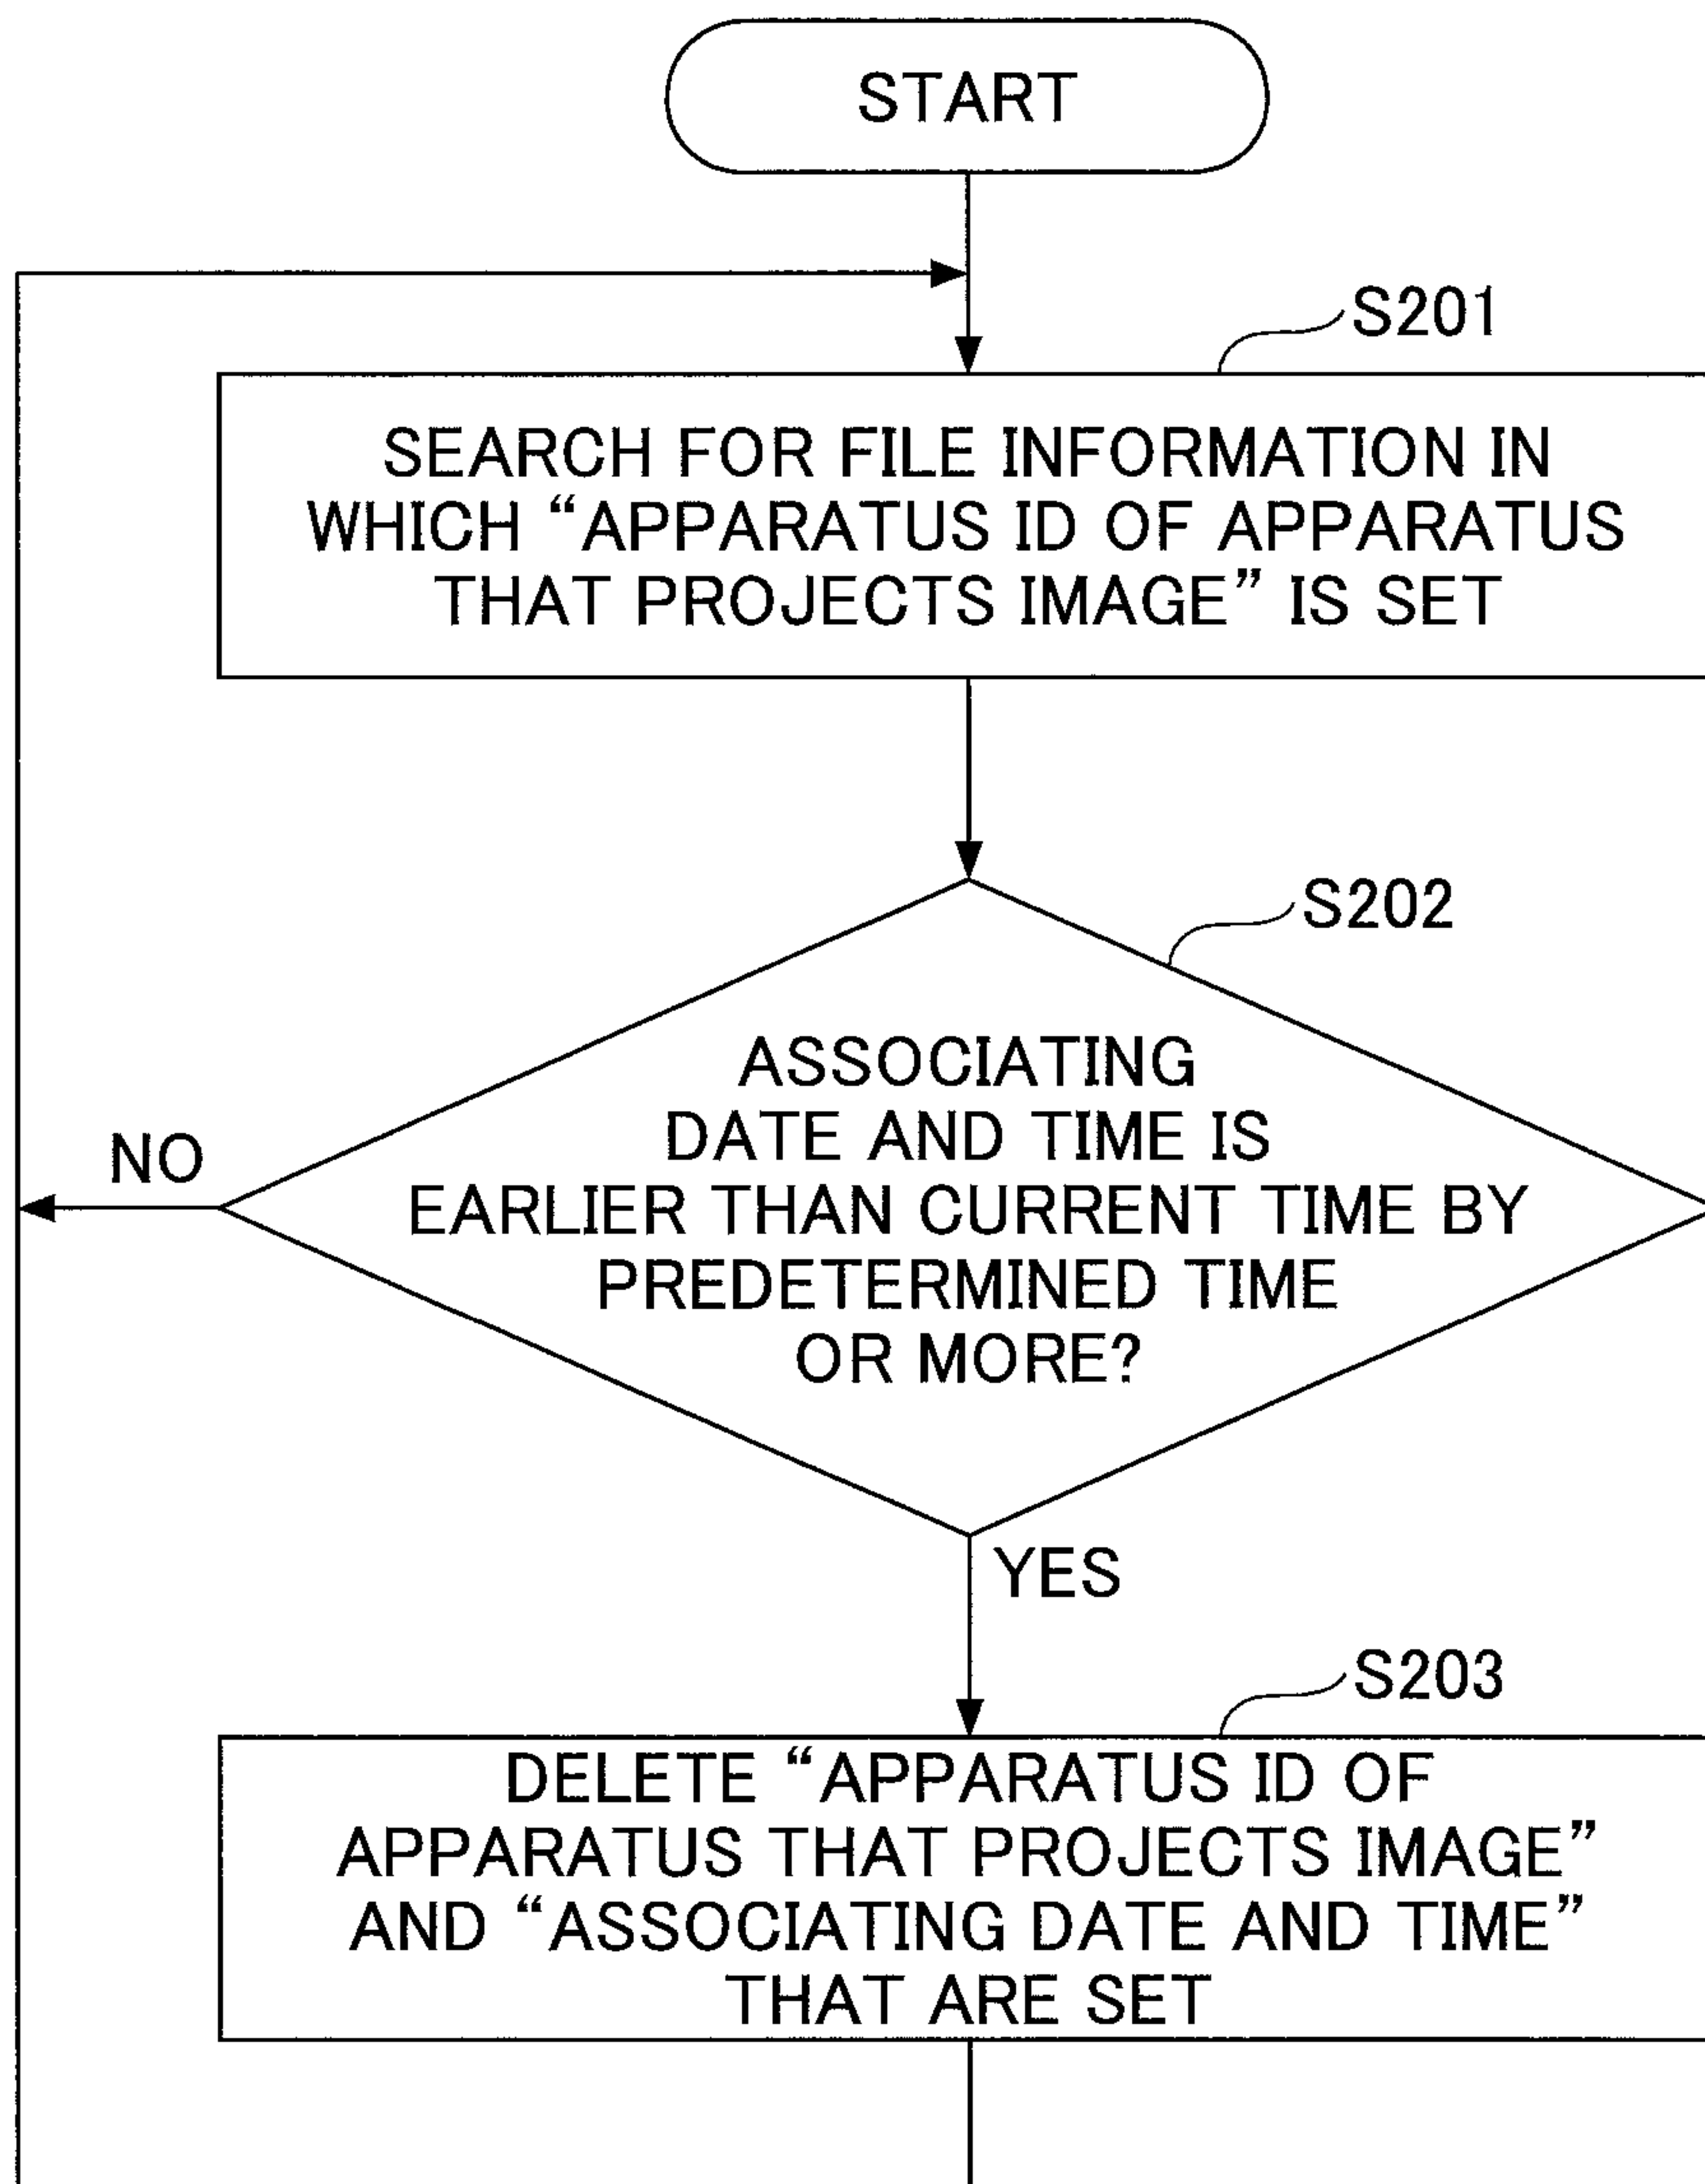 START
S201
SEARCH FOR FILE INFORMATION IN
WHICH “APPARATUS ID OF APPARATUS
THAT PROJECTS IMAGE” IS SET
S202
ASSOCIATING
DATE AND TIME IS
EARLIER THAN CURRENT TIME BY
PREDETERMINED TIME
OR MORE?
NO
YES
S203
DELETE “APPARATUS ID OF
APPARATUS THAT PROJECTS IMAGE”
AND “ASSOCIATING DATE AND TIME”
THAT ARE SET